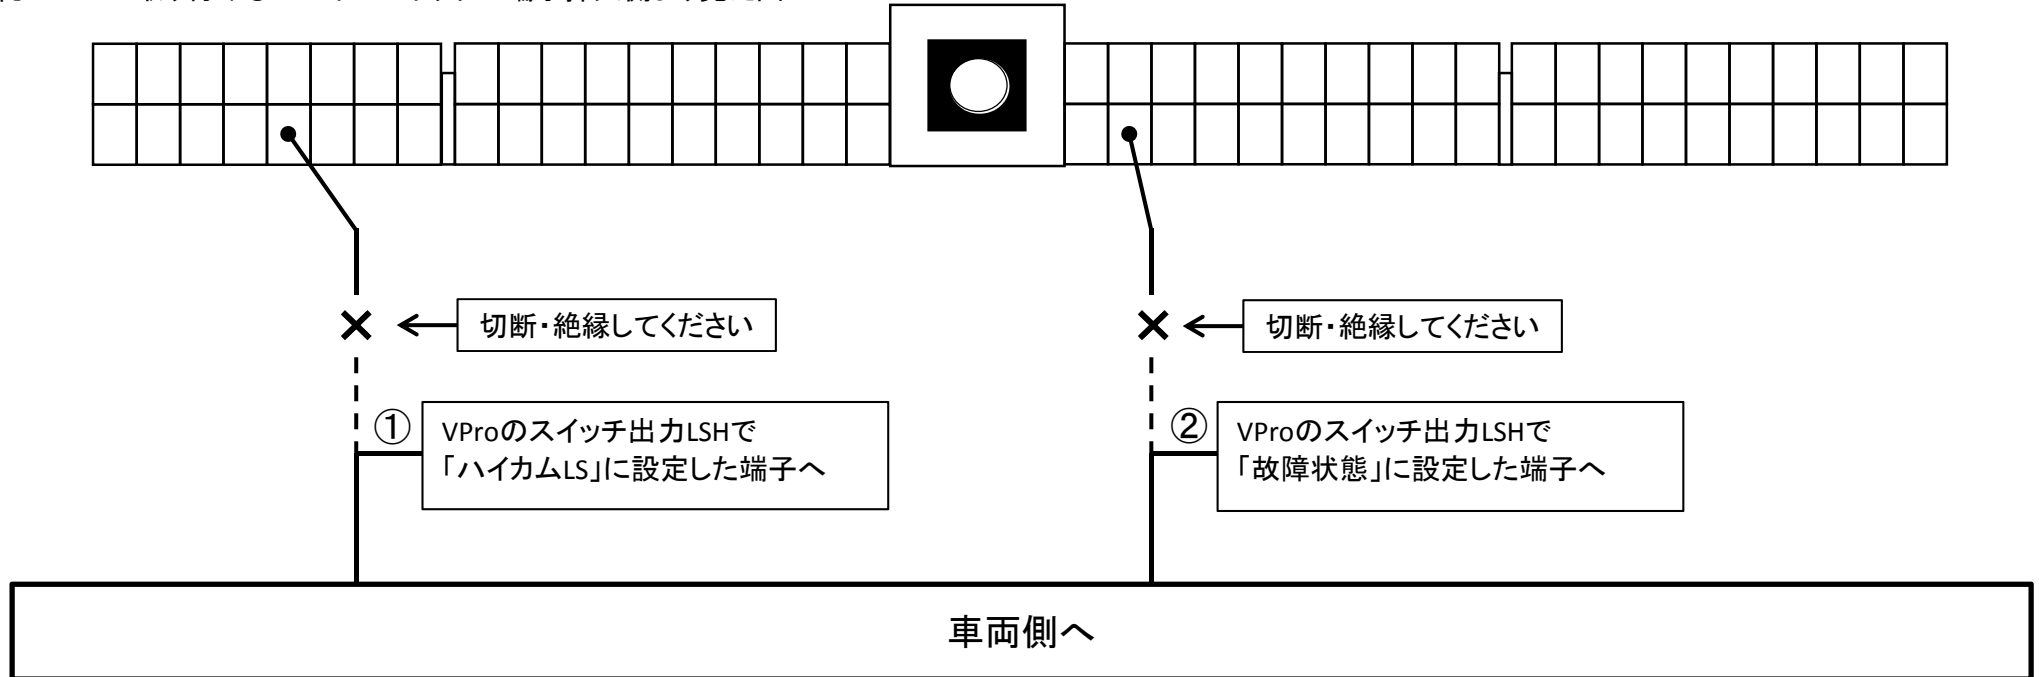 切断・絶縁してください
切断・絶縁してください
①
VProのスイッチ出力LSHで
「ハイカムLS」に設定した端子へ
②
VProのスイッチ出力LSHで
「故障状態」に設定した端子へ
車両側へ